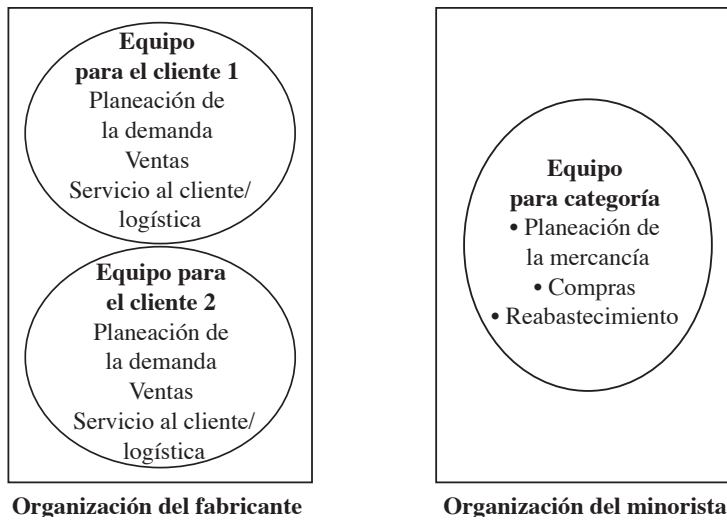 Equipo
para el cliente 1
Planeación de
la demanda
Ventas
Servicio al cliente/
logística
Equipo para
el cliente 2
Planeación de
la demanda
Ventas
Servicio al cliente/
logística
Organización del fabricante
Equipo
para categoría
• Planeación de
la mercancía
• Compras
• Reabastecimiento
Organización del minorista